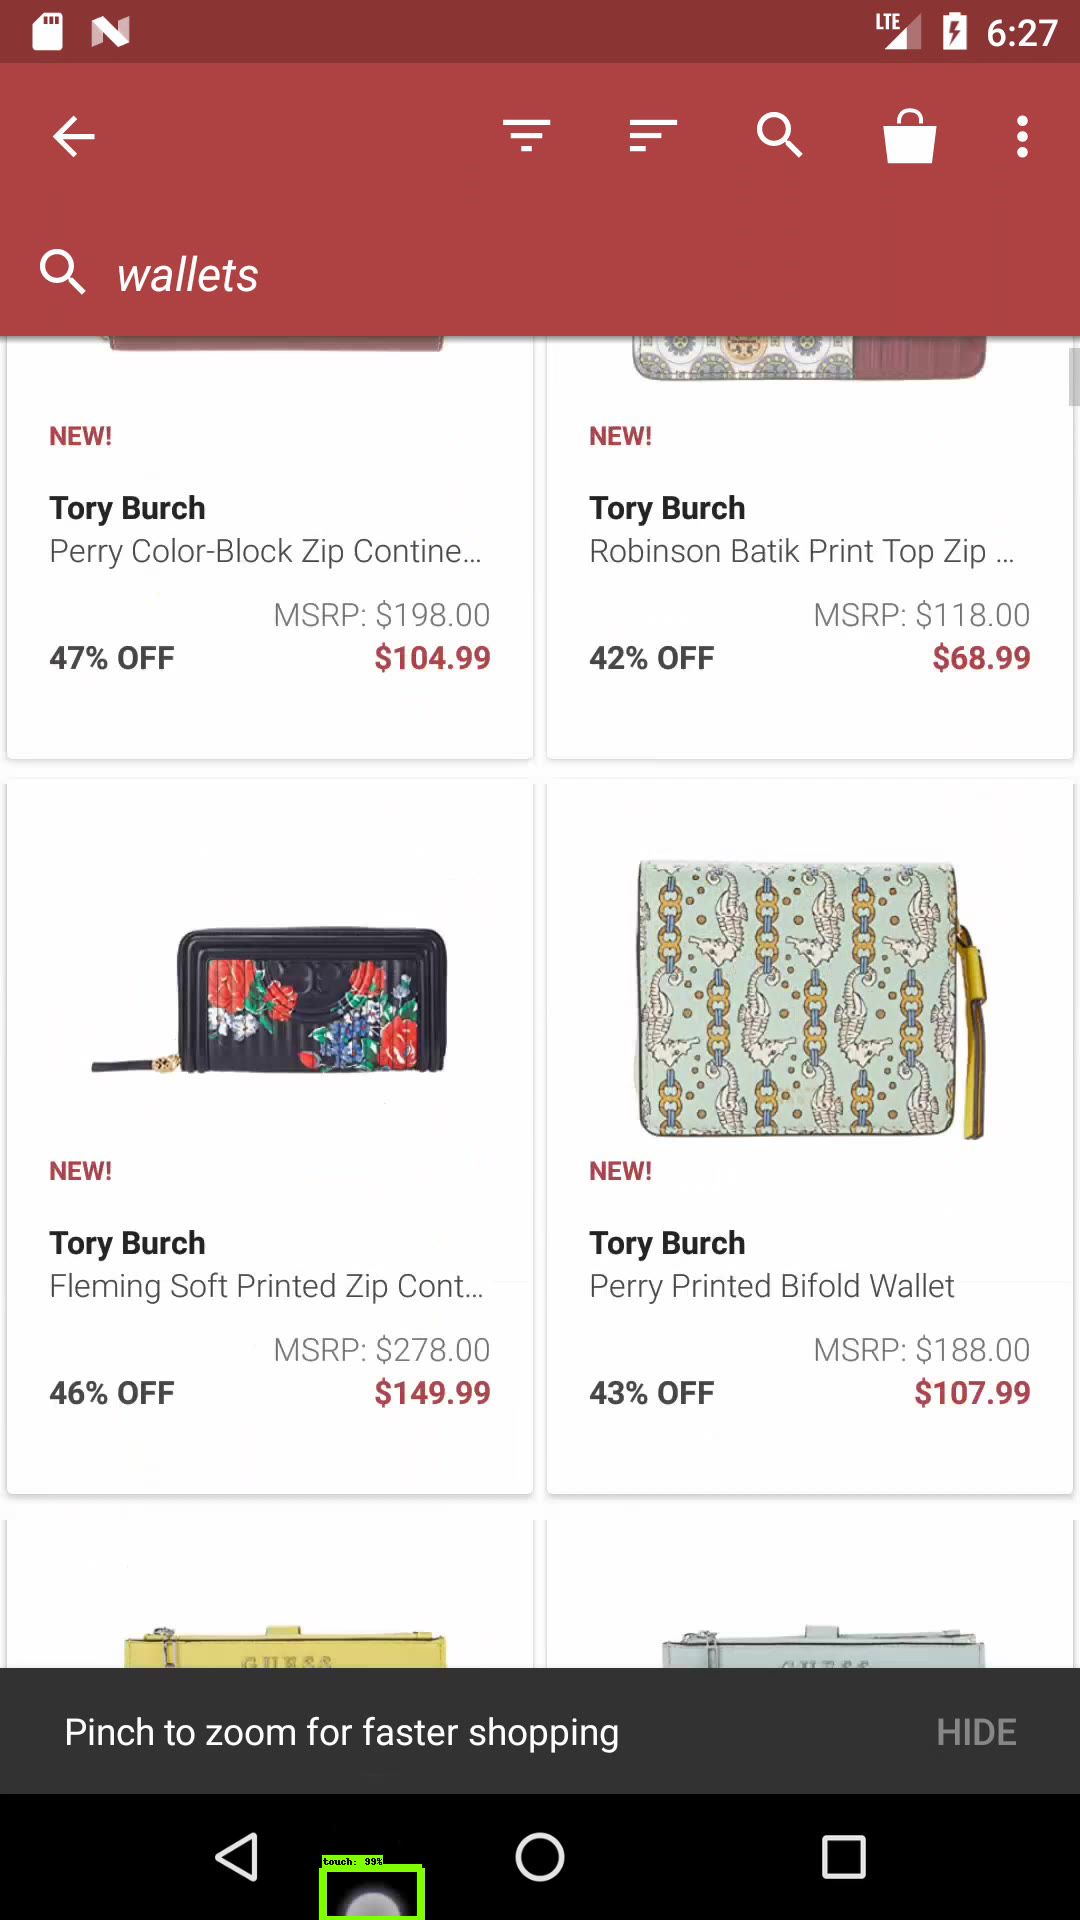 LTE 6:27
wallets
NEW!
Tory Burch
Perry Color-Block Zip Contine...
MSRP: $198.00
47% OFF $104.99
NEW!
Tory Burch
Robinson Batik Print Top Zip ...
MSRP: $118.00
42% OFF $68.99
NEW!
Tory Burch
Fleming Soft Printed Zip Cont...
MSRP: $278.00
46% OFF $149.99
NEW!
Tory Burch
Perry Printed Bifold Wallet
MSRP: $188.00
43% OFF $107.99
GUESS
GUESS
Pinch to zoom for faster shopping HIDE
touch: 99%